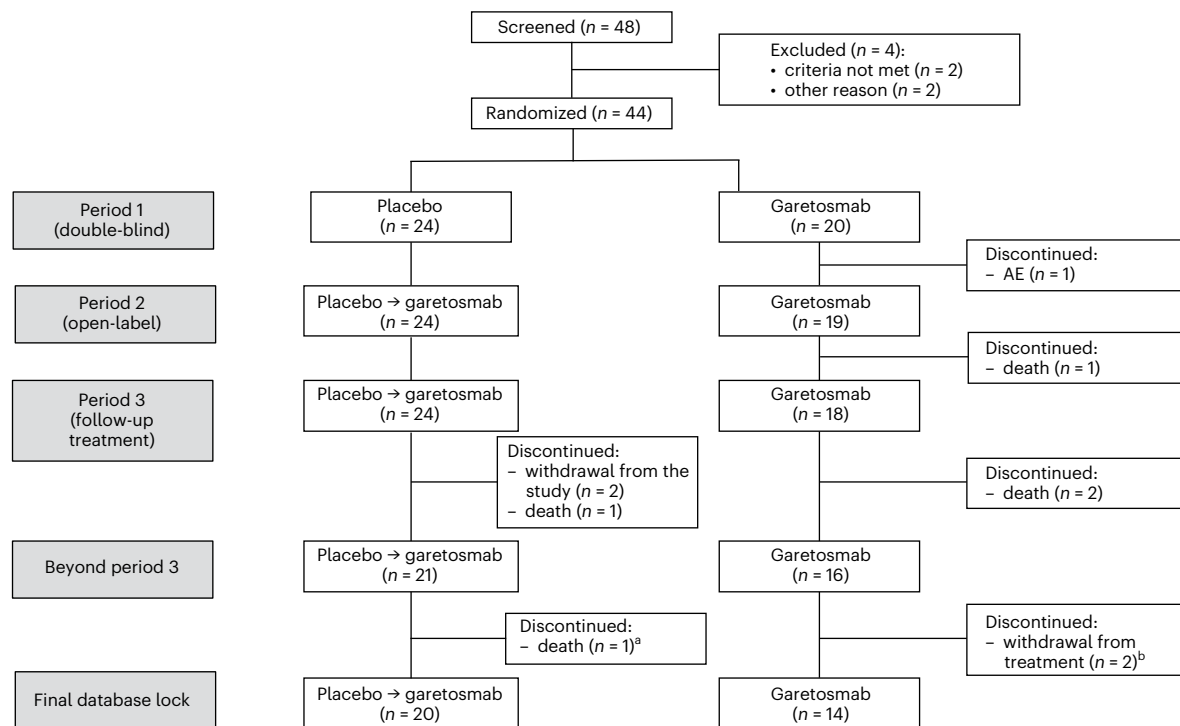 Screened (n = 48)
Excluded (n = 4):
• criteria not met (n = 2)
• other reason (n = 2)
Randomized (n = 44)
Period 1
(double-blind)
Placebo
(n = 24)
Garetosmab
(n = 20)
Discontinued:
– AE (n = 1)
Period 2
(open-label)
Placebo → garetosmab
(n = 24)
Garetosmab
(n = 19)
Discontinued:
– death (n = 1)
Period 3
(follow-up
treatment)
Placebo → garetosmab
(n = 24)
Garetosmab
(n = 18)
Discontinued:
– withdrawal from the
study (n = 2)
– death (n = 1)
Discontinued:
– death (n = 2)
Beyond period 3
Placebo → garetosmab
(n = 21)
Garetosmab
(n = 16)
Discontinued:
– death (n = 1)ᵃ
Discontinued:
– withdrawal from
treatment (n = 2)ᵇ
Final database lock
Placebo → garetosmab
(n = 20)
Garetosmab
(n = 14)